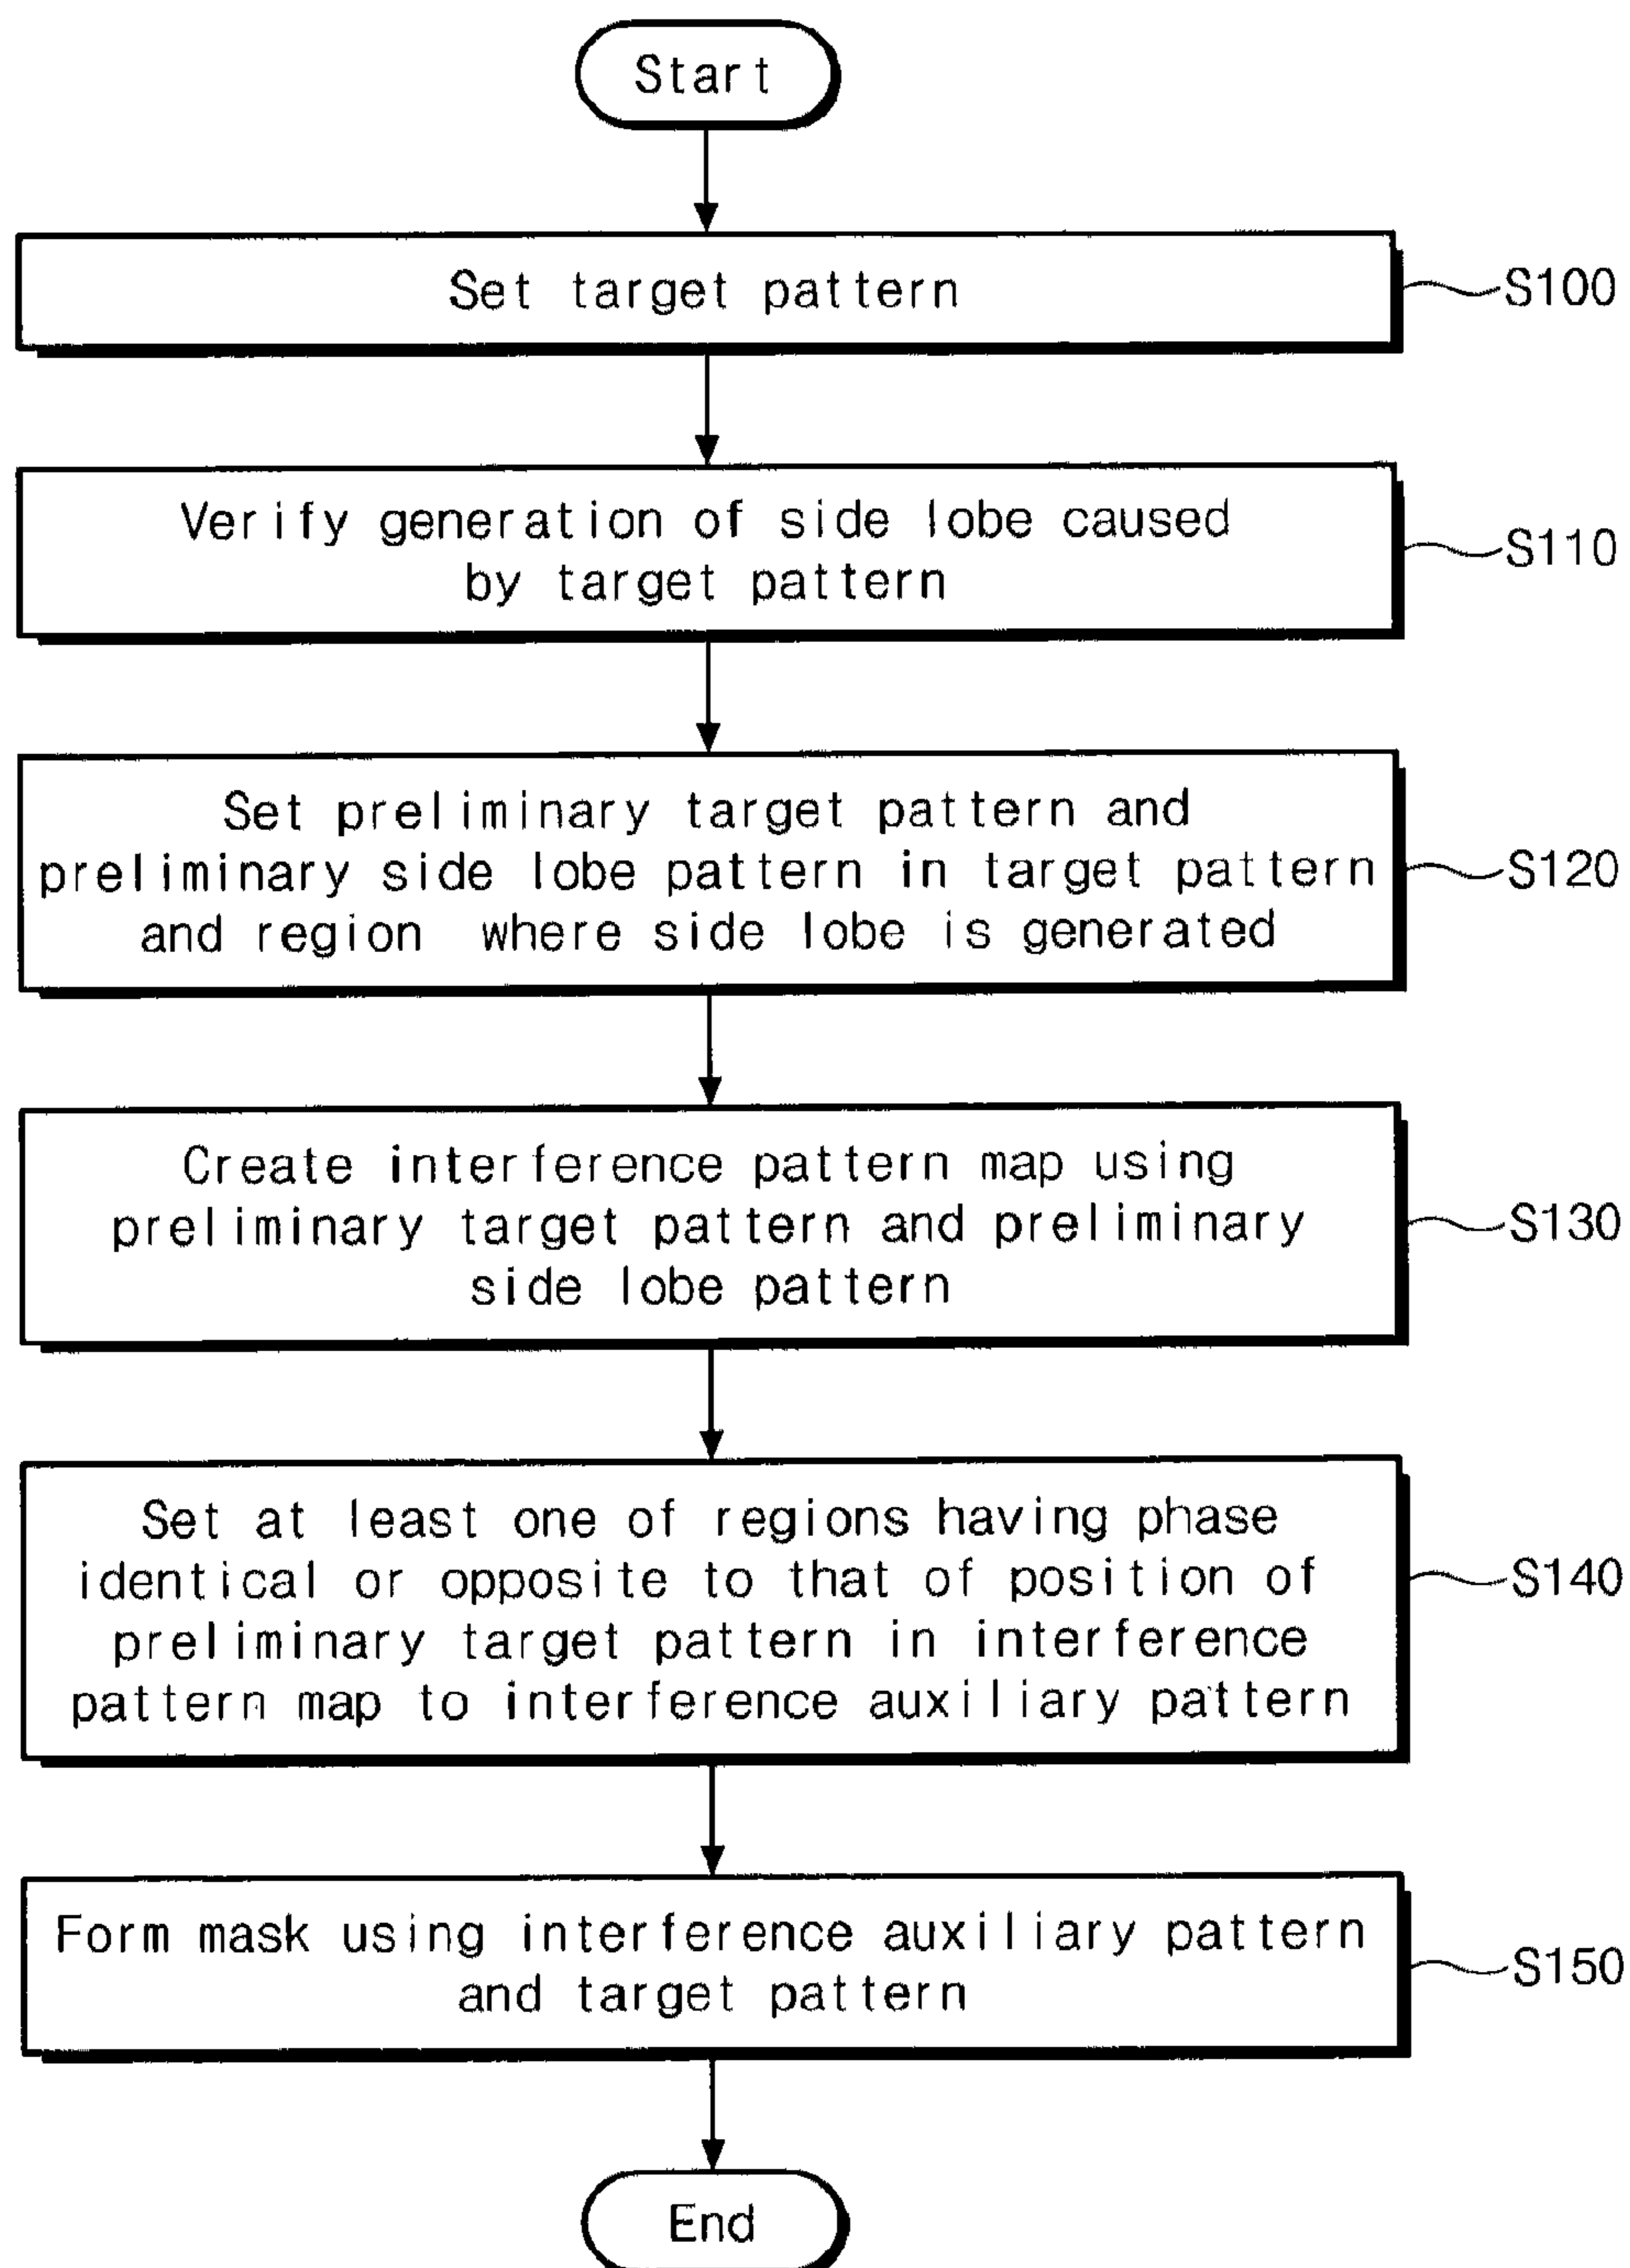 Start
Set target pattern
S100
Verify generation of side lobe caused
by target pattern
S110
Set preliminary target pattern and
preliminary side lobe pattern in target pattern
and region where side lobe is generated
S120
Create interference pattern map using
preliminary target pattern and preliminary
side lobe pattern
S130
Set at least one of regions having phase
identical or opposite to that of position of
preliminary target pattern in interference
pattern map to interference auxiliary pattern
S140
Form mask using interference auxiliary pattern
and target pattern
S150
End